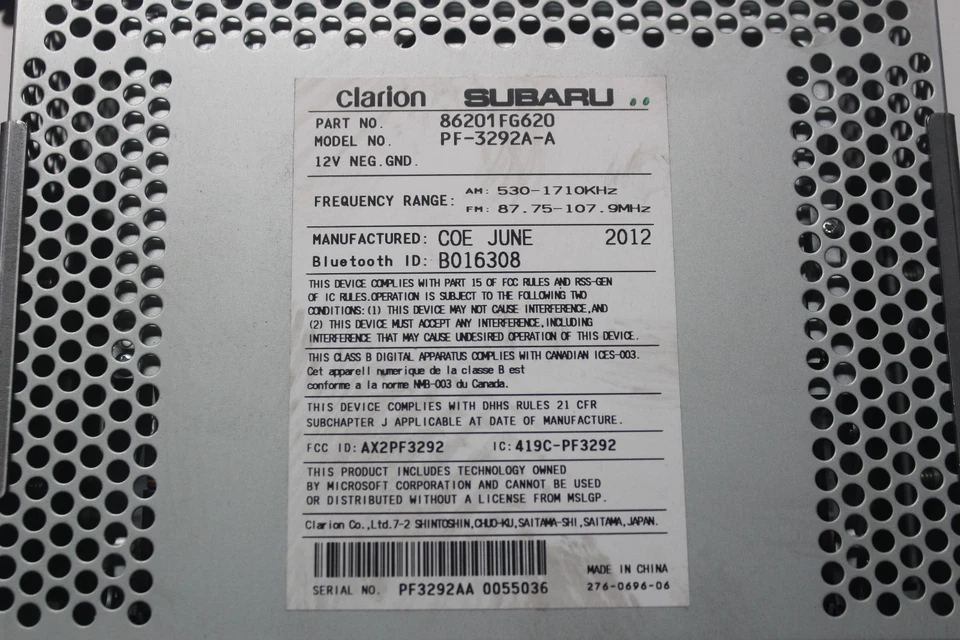 clarion SUBARU
PART NO. 86201FG620
MODEL NO. PF-3292A-A
12V NEG.GND.
FREQUENCY RANGE: AM: 530-1710KHz
FM: 87.75-107.9MHz
MANUFACTURED: COE JUNE 2012
Bluetooth ID: B016308
THIS DEVICE COMPLIES WITH PART 15 OF FCC RULES AND RSS-GEN
OF IC RULES.OPERATION IS SUBJECT TO THE FOLLOWING TWO
CONDITIONS:(1) THIS DEVICE MAY NOT CAUSE INTERFERENCE,AND
(2) THIS DEVICE MUST ACCEPT ANY INTERFERENCE,INCLUDING
INTERFERENCE THAT MAY CAUSE UNDESIRED OPERATION OF THIS DEVICE.
THIS CLASS B DIGITAL APPARATUS COMPLIES WITH CANADIAN ICES-003.
Cet apparell numerique de la classe B est
conforme a la norme NMB-003 du Canada.
THIS DEVICE COMPLIES WITH DHHS RULES 21 CFR
SUBCHAPTER J APPLICABLE AT DATE OF MANUFACTURE.
FCC ID: AX2PF3292 IC: 419C-PF3292
THIS PRODUCT INCLUDES TECHNOLOGY OWNED
BY MICROSOFT CORPORATION AND CANNOT BE USED
OR DISTRIBUTED WITHOUT A LICENSE FROM MSLGP.
Clarion Co.,Ltd.7-2 SHINTOSHIN,CHUO-KU,SAITAMA-SHI,SAITAMA,JAPAN.
MADE IN CHINA
SERIAL NO. PF3292AA 0055036 276-0696-06